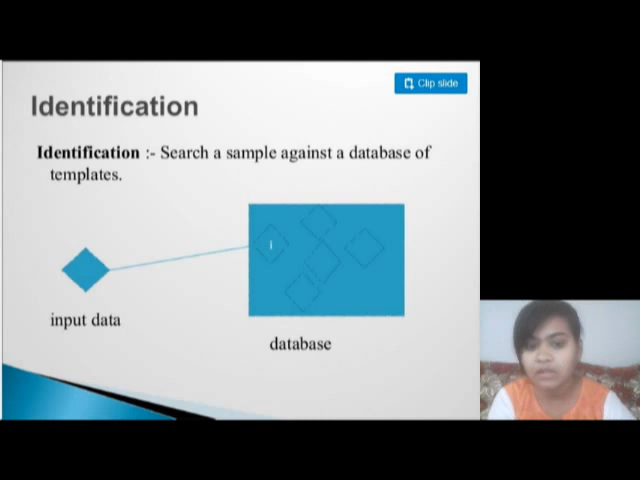 Clip slide
Identification
Identification :- Search a sample against a database of
templates.
i
input data
database